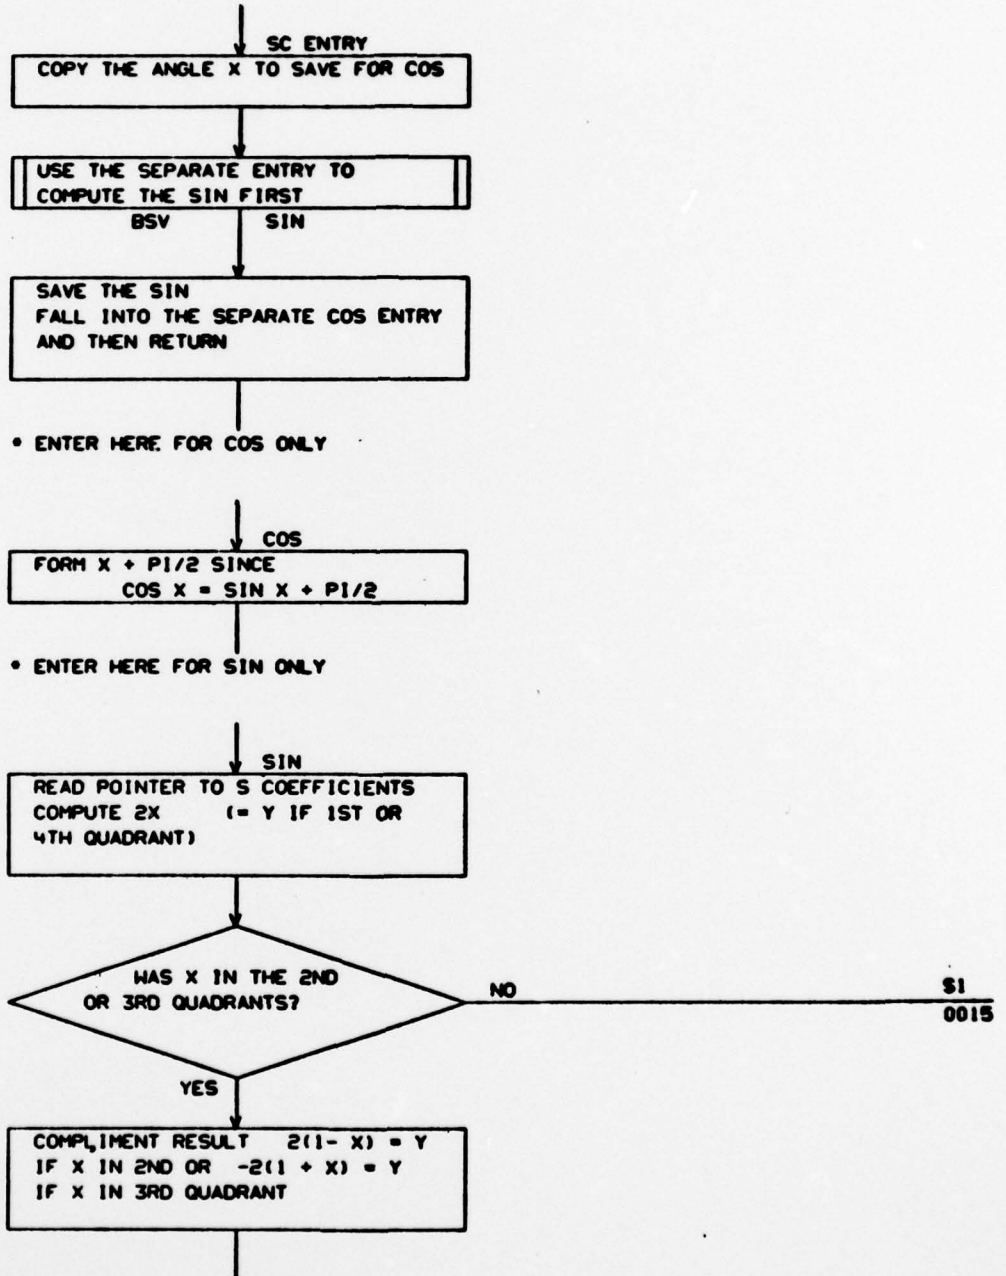 SC ENTRY
COPY THE ANGLE X TO SAVE FOR COS
USE THE SEPARATE ENTRY TO
COMPUTE THE SIN FIRST
BSV SIN
SAVE THE SIN
FALL INTO THE SEPARATE COS ENTRY
AND THEN RETURN
• ENTER HERE FOR COS ONLY
COS
FORM X + PI/2 SINCE
COS X = SIN X + PI/2
• ENTER HERE FOR SIN ONLY
SIN
READ POINTER TO S COEFFICIENTS
COMPUTE 2X (= Y IF 1ST OR
4TH QUADRANT)
WAS X IN THE 2ND
OR 3RD QUADRANTS?
NO
S1
0015
YES
COMPLIMENT RESULT 2(1- X) = Y
IF X IN 2ND OR -2(1 + X) = Y
IF X IN 3RD QUADRANT